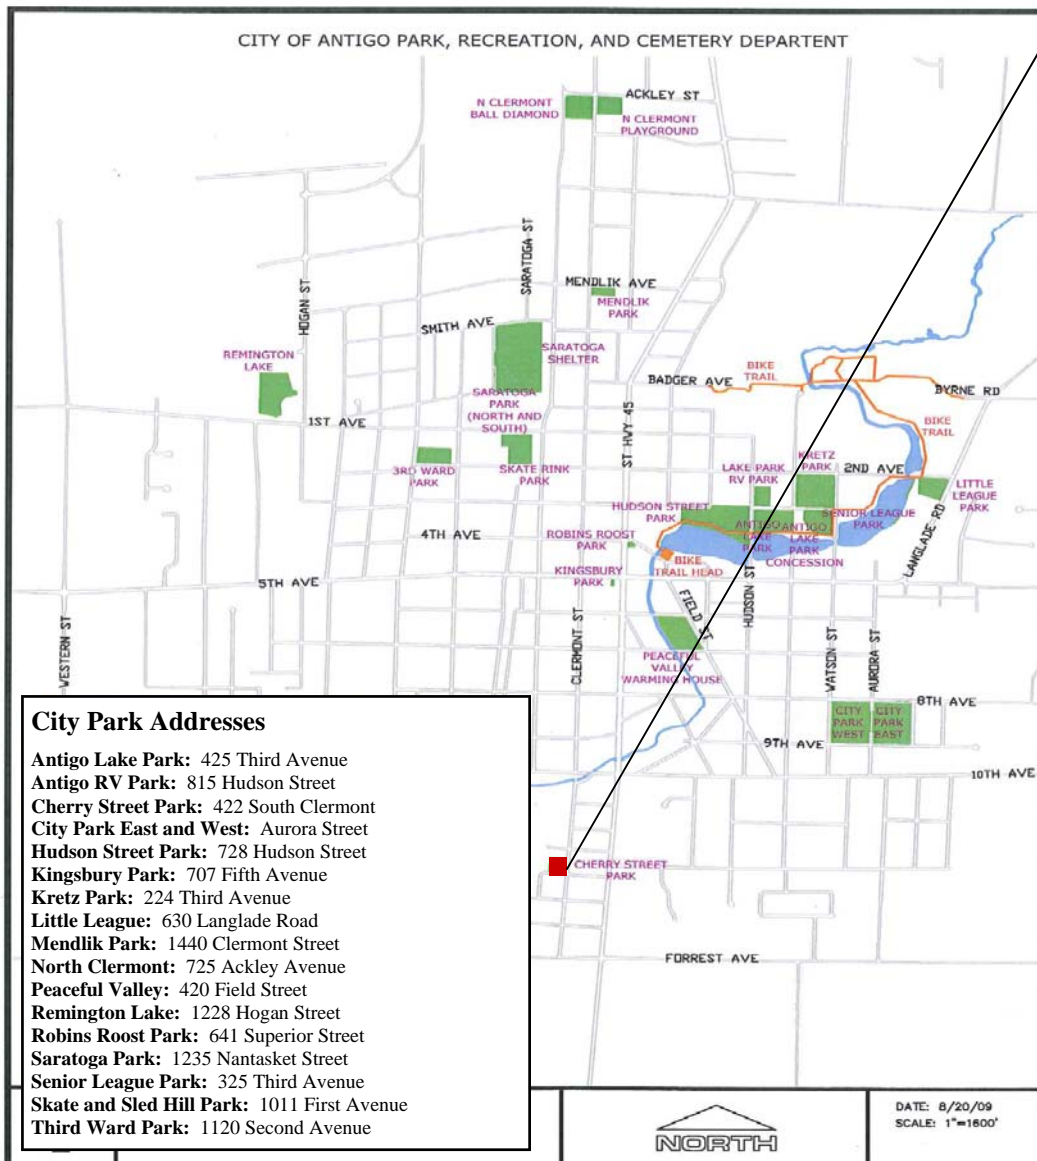 CITY OF ANTIGO PARK, RECREATION, AND CEMETERY DEPARTENT
ACKLEY ST
N CLERMONT
BALL DIAMOND
N CLERMONT
PLAYGROUND
SARATOGA ST
HOGAN ST
MENDLIK AVE
MENDLIK
PARK
SMITH AVE
SARATOGA
SHELTER
REMINGTON
LAKE
BIKE
TRAIL
BADGER AVE
BYRNE RD
SARATOGA
PARK
(NORTH AND
SOUTH)
ST HWY 45
1ST AVE
BIKE
TRAIL
3RD WARD
PARK
SKATE RINK
PARK
LAKE PARK
RV PARK
KRETZ
PARK
2ND AVE
LITTLE
LEAGUE
PARK
HUDSON STREET
PARK
SENIOR LEAGUE
PARK
ANTIGO
LAKE
PARK
ANTIGO
LAKE
PARK
CONCESSION
LANGLADE RD
4TH AVE
ROBINS ROOST
PARK
BIKE
TRAIL HEAD
KINGSBURY
PARK
5TH AVE
FIELD ST
HUDSON ST
WESTERN ST
CLERMONT ST
PEACEFUL
VALLEY
WARMING HOUSE
WATSON ST
AURORA ST
8TH AVE
CITY
PARK
WEST
CITY
PARK
EAST
9TH AVE
10TH AVE
CHERRY STREET
PARK
FORREST AVE
City Park Addresses
Antigo Lake Park: 425 Third Avenue
Antigo RV Park: 815 Hudson Street
Cherry Street Park: 422 South Clermont
City Park East and West: Aurora Street
Hudson Street Park: 728 Hudson Street
Kingsbury Park: 707 Fifth Avenue
Kretz Park: 224 Third Avenue
Little League: 630 Langlade Road
Mendlik Park: 1440 Clermont Street
North Clermont: 725 Ackley Avenue
Peaceful Valley: 420 Field Street
Remington Lake: 1228 Hogan Street
Robins Roost Park: 641 Superior Street
Saratoga Park: 1235 Nantasket Street
Senior League Park: 325 Third Avenue
Skate and Sled Hill Park: 1011 First Avenue
Third Ward Park: 1120 Second Avenue
NORTH
DATE: 8/20/09
SCALE: 1"=1600'